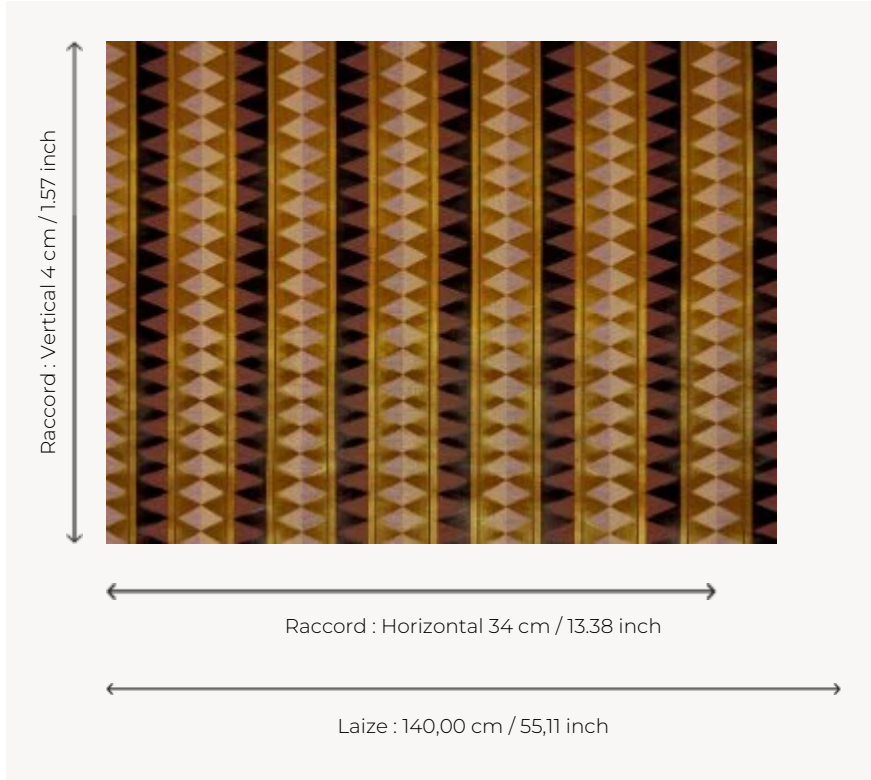 Raccord : Vertical 4 cm / 1.57 inch
Raccord : Horizontal 34 cm / 13.38 inch
Laize : 140,00 cm / 55,11 inch